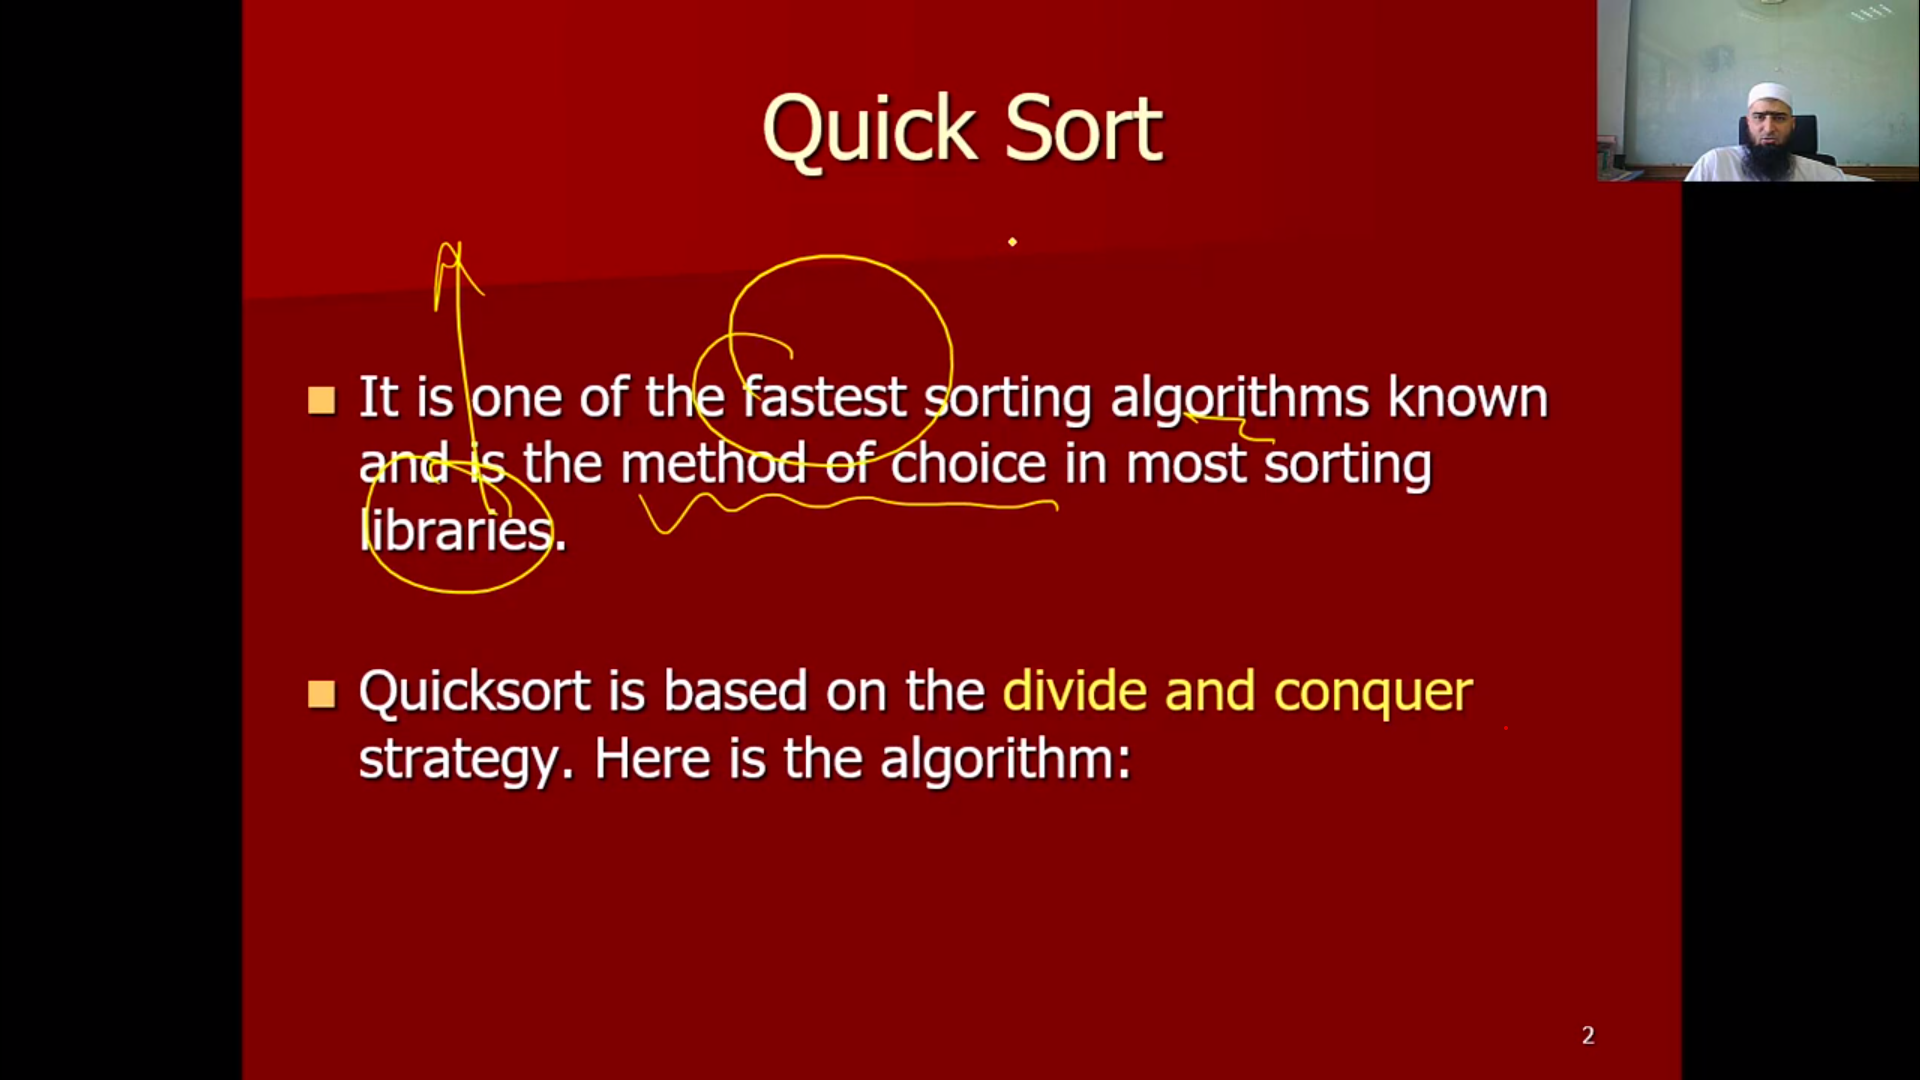 Quick Sort
It is one of the fastest sorting algorithms known
and is the method of choice in most sorting
libraries.
Quicksort is based on the divide and conquer
strategy. Here is the algorithm:
2